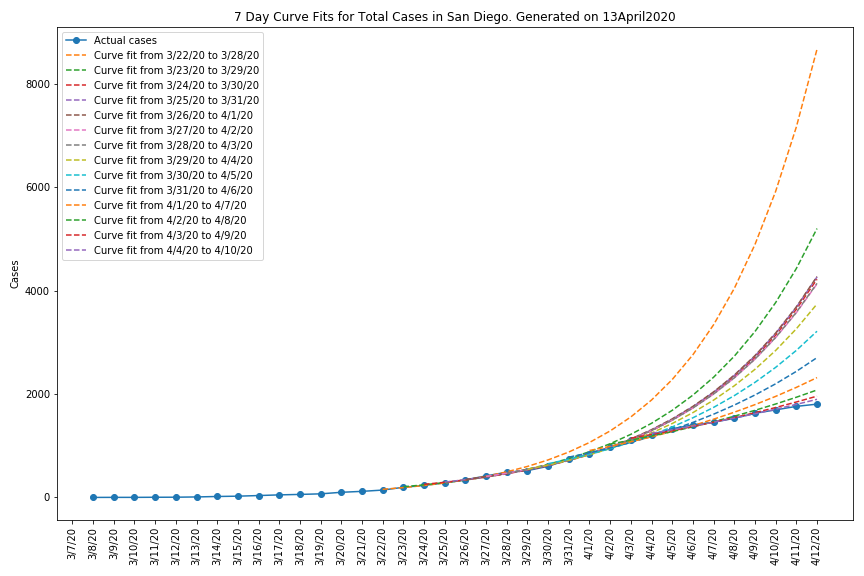 7 Day Curve Fits for Total Cases in San Diego. Generated on 13April2020
Actual cases
Curve fit from 3/22/20 to 3/28/20
Curve fit from 3/23/20 to 3/29/20
Curve fit from 3/24/20 to 3/30/20
Curve fit from 3/25/20 to 3/31/20
Curve fit from 3/26/20 to 4/1/20
Curve fit from 3/27/20 to 4/2/20
Curve fit from 3/28/20 to 4/3/20
Curve fit from 3/29/20 to 4/4/20
Curve fit from 3/30/20 to 4/5/20
Curve fit from 3/31/20 to 4/6/20
Curve fit from 4/1/20 to 4/7/20
Curve fit from 4/2/20 to 4/8/20
Curve fit from 4/3/20 to 4/9/20
Curve fit from 4/4/20 to 4/10/20
Cases
8000
6000
4000
2000
0
3/7/20
3/8/20
3/9/20
3/10/20
3/11/20
3/12/20
3/13/20
3/14/20
3/15/20
3/16/20
3/17/20
3/18/20
3/19/20
3/20/20
3/21/20
3/22/20
3/23/20
3/24/20
3/25/20
3/26/20
3/27/20
3/28/20
3/29/20
3/30/20
3/31/20
4/1/20
4/2/20
4/3/20
4/4/20
4/5/20
4/6/20
4/7/20
4/8/20
4/9/20
4/10/20
4/11/20
4/12/20